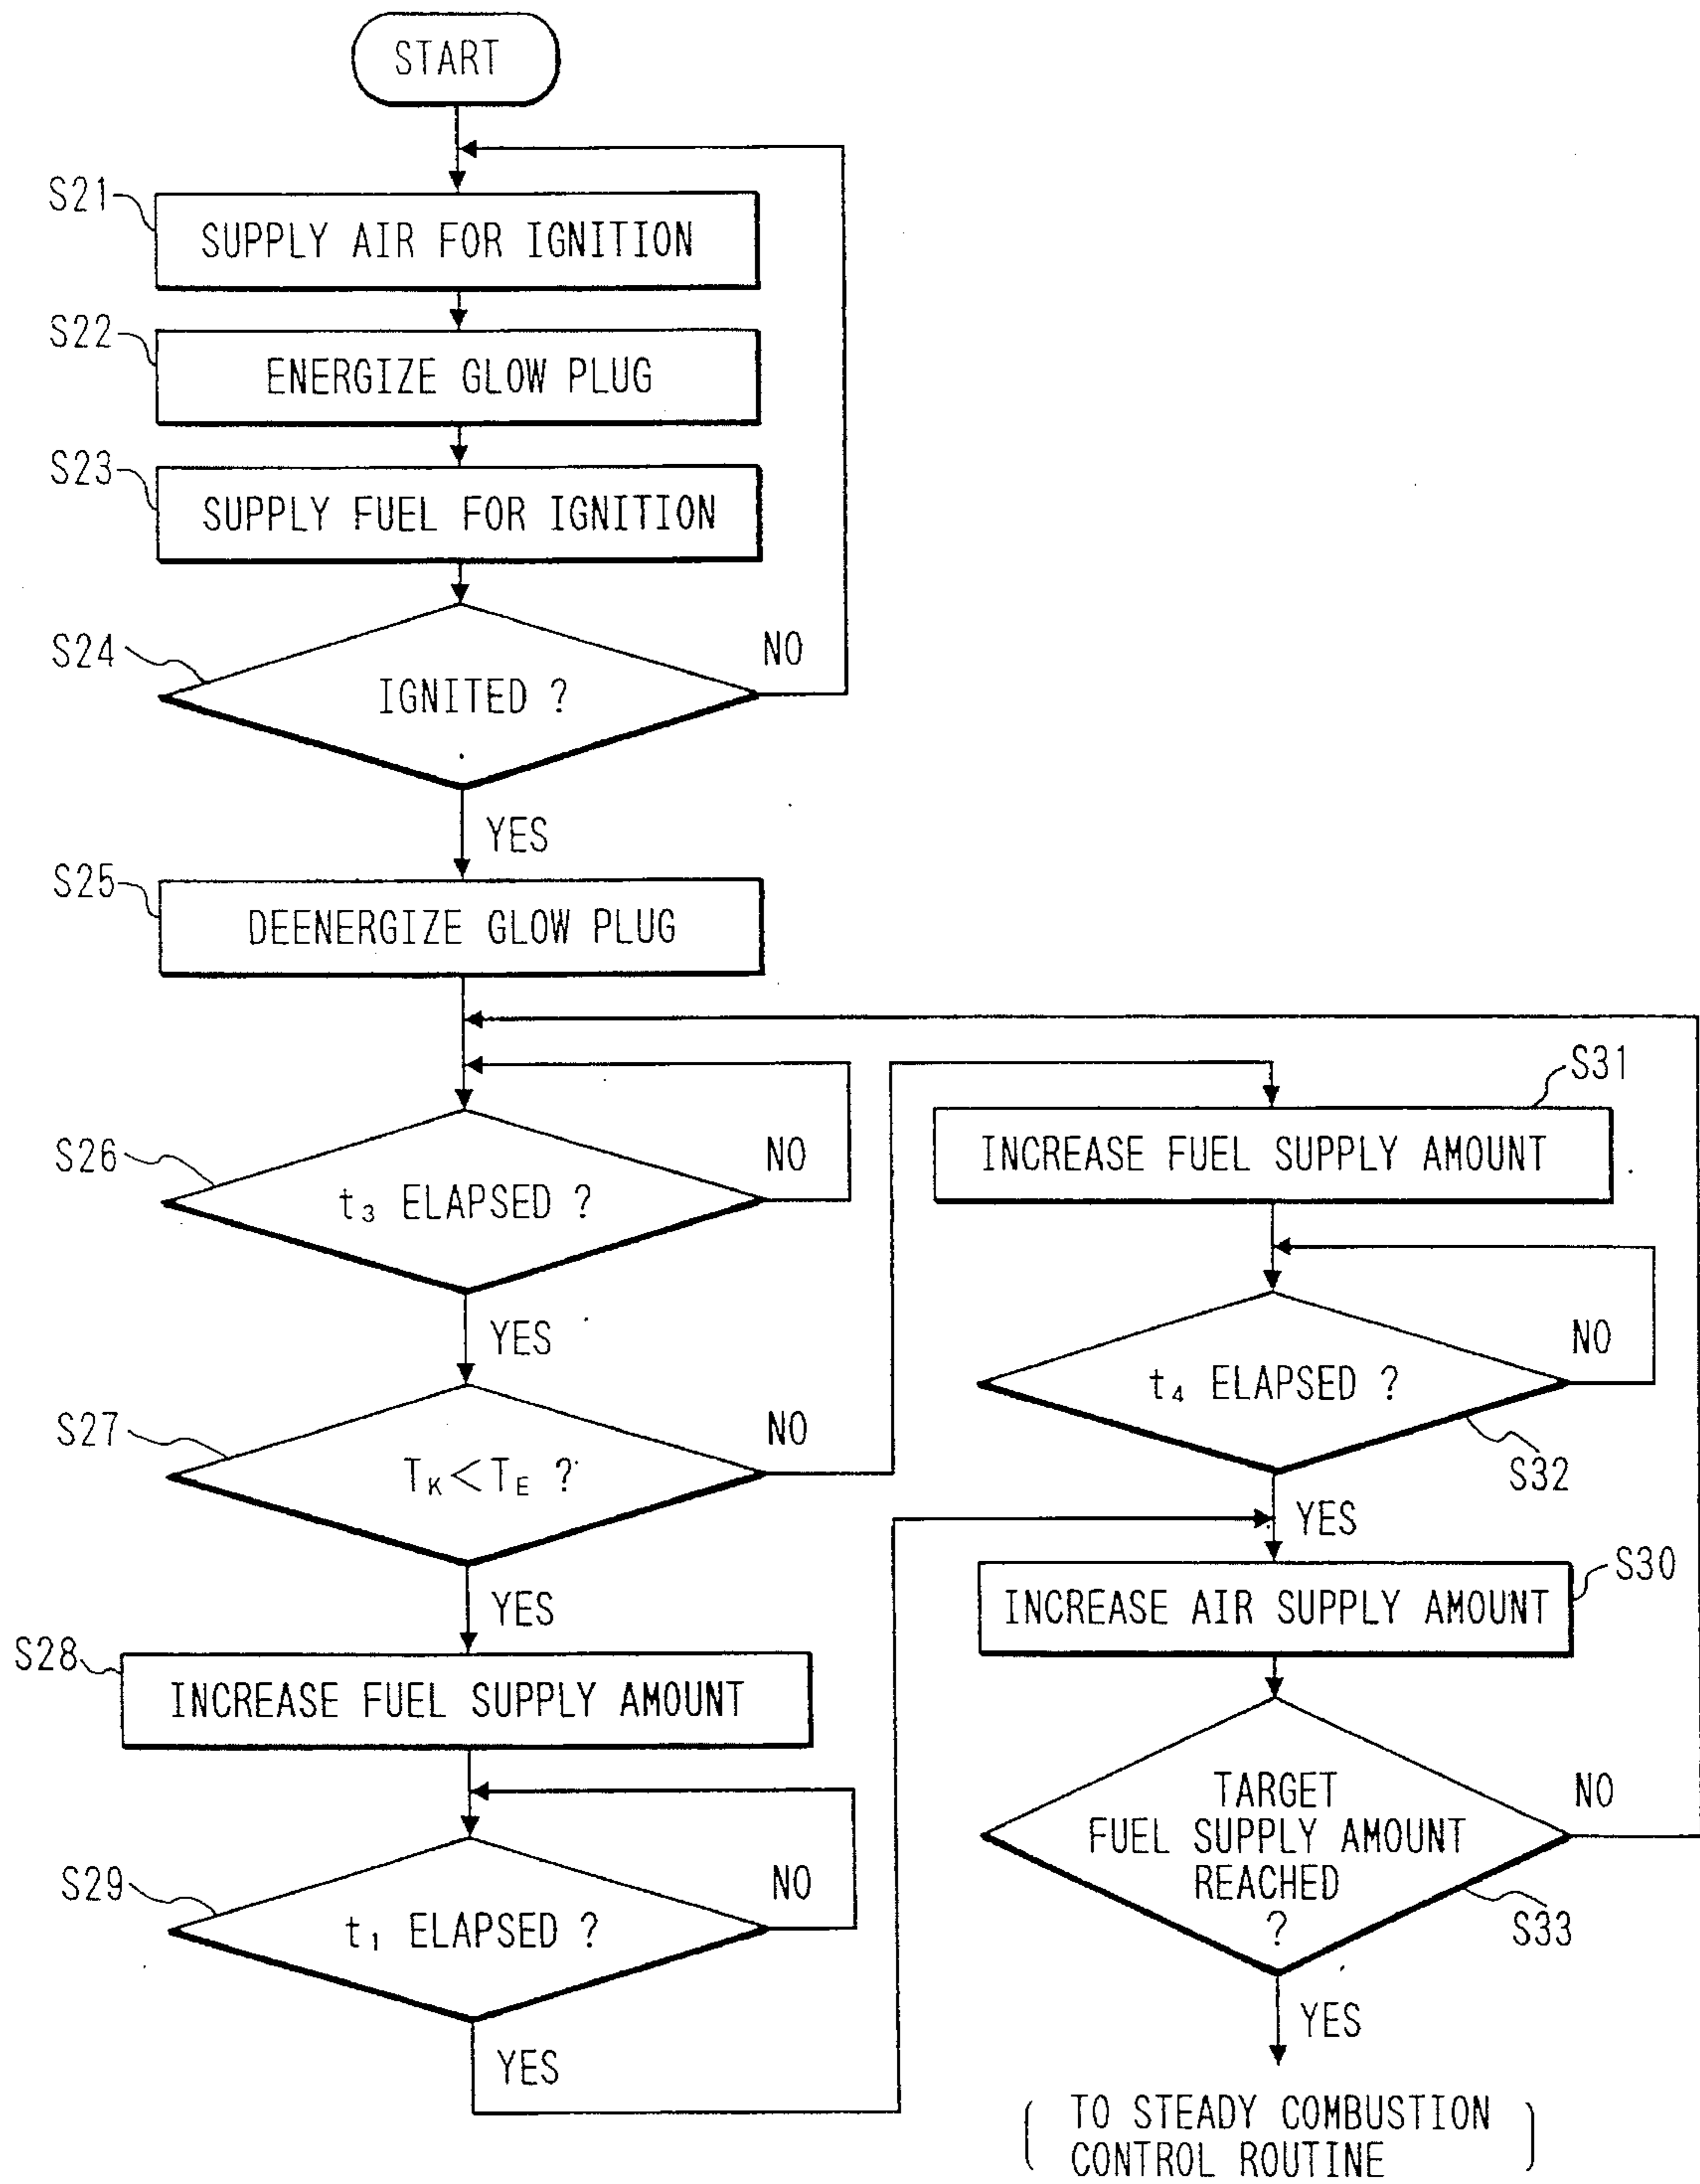 START
S21
SUPPLY AIR FOR IGNITION
S22
ENERGIZE GLOW PLUG
S23
SUPPLY FUEL FOR IGNITION
S24
IGNITED ?
NO
YES
S25
DEENERGIZE GLOW PLUG
S26
t₃ ELAPSED ?
NO
YES
S27
Tₖ<Tᴇ ?
NO
YES
S28
INCREASE FUEL SUPPLY AMOUNT
S29
t₁ ELAPSED ?
NO
YES
S31
INCREASE FUEL SUPPLY AMOUNT
t₄ ELAPSED ?
NO
S32
YES
S30
INCREASE AIR SUPPLY AMOUNT
TARGET
FUEL SUPPLY AMOUNT
REACHED
?
NO
S33
YES
( TO STEADY COMBUSTION
CONTROL ROUTINE )